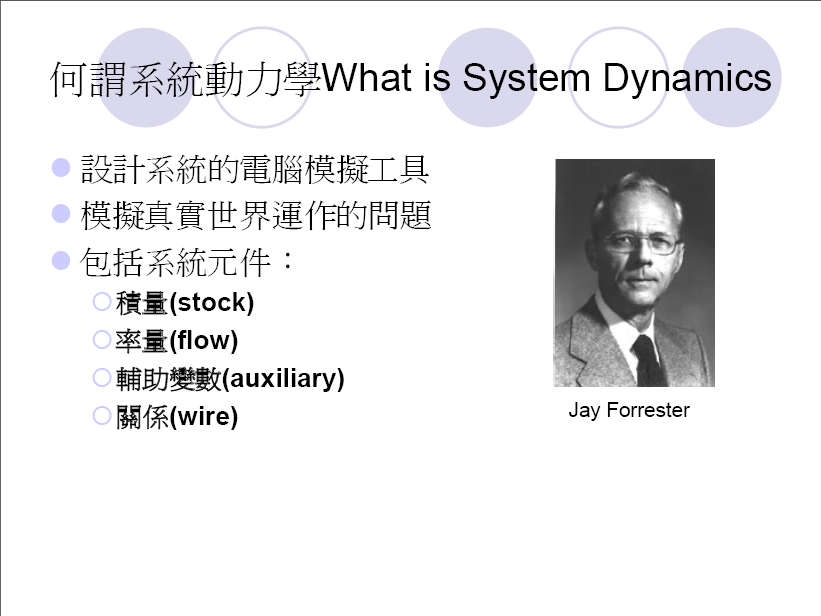 何謂系統動力學What is System Dynamics
設計系統的電腦模擬工具
模擬真實世界運作的問題
包括系統元件：
積量(stock)
率量(flow)
輔助變數(auxiliary)
關係(wire)
Jay Forrester